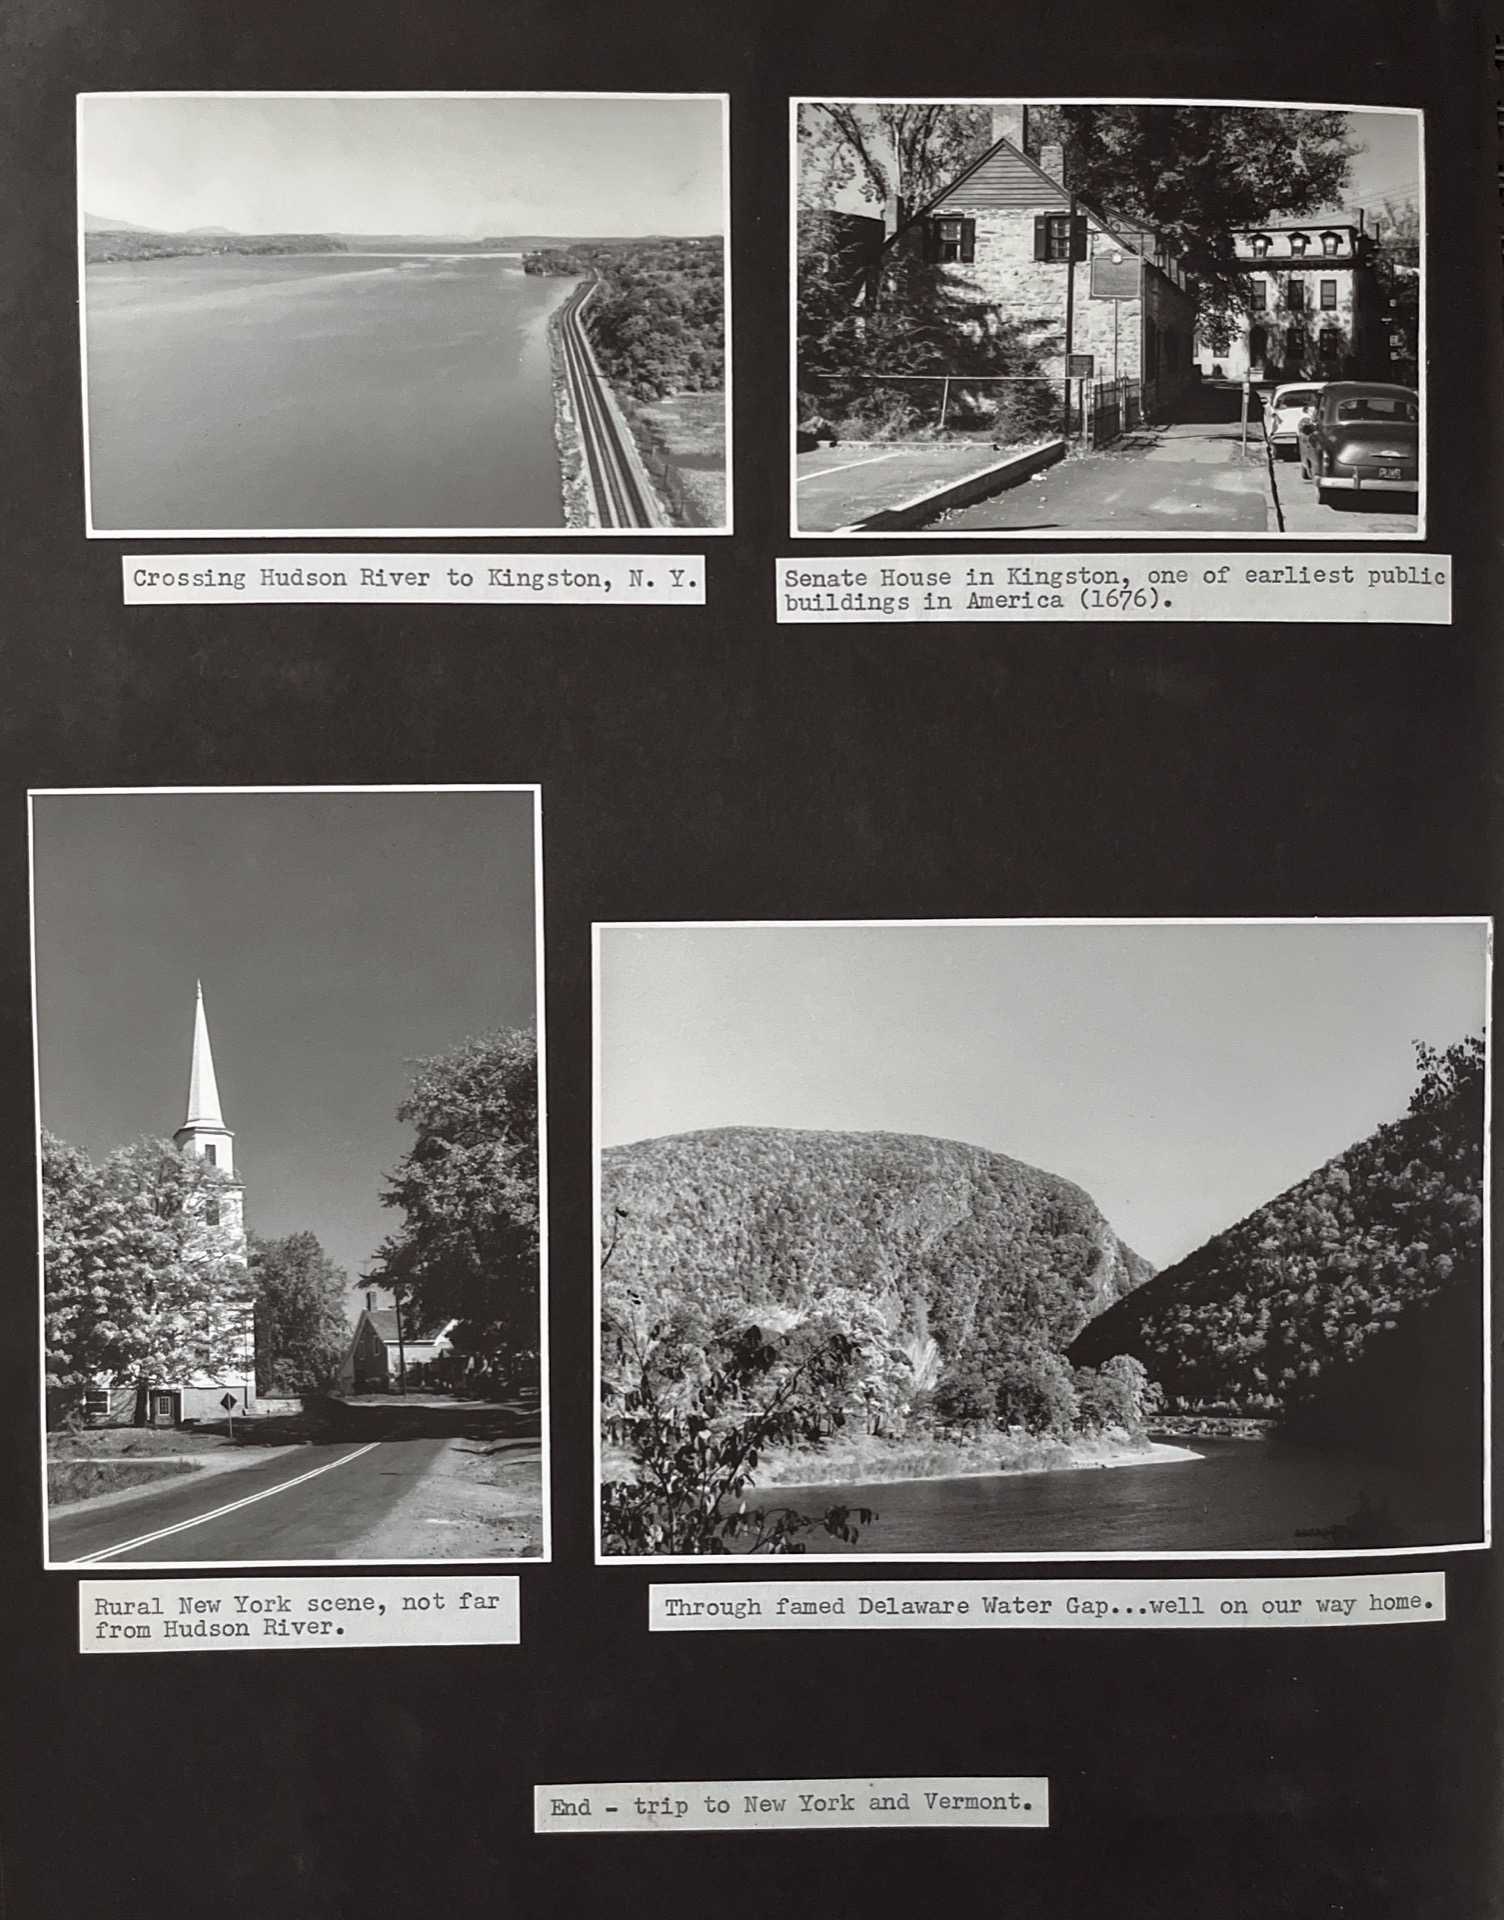 Crossing Hudson River to Kingston, N. Y.
Senate House in Kingston, one of earliest public
buildings in America (1676).
Rural New York scene, not far
from Hudson River.
Through famed Delaware Water Gap...well on our way home.
End - trip to New York and Vermont.